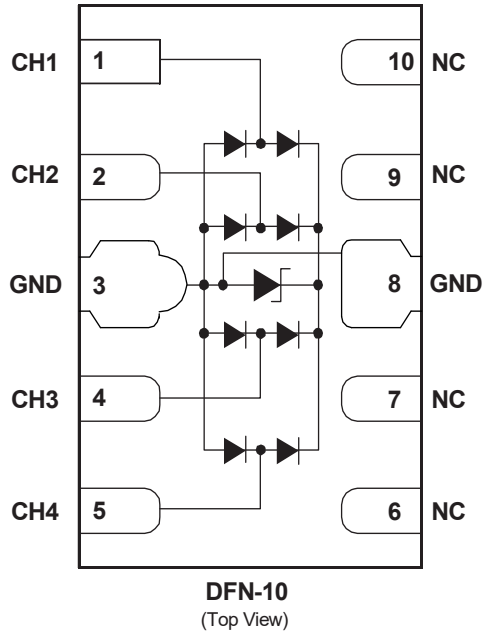 CH1 1 10 NC
CH2 2 9 NC
GND 3 8 GND
CH3 4 7 NC
CH4 5 6 NC
DFN-10
(Top View)